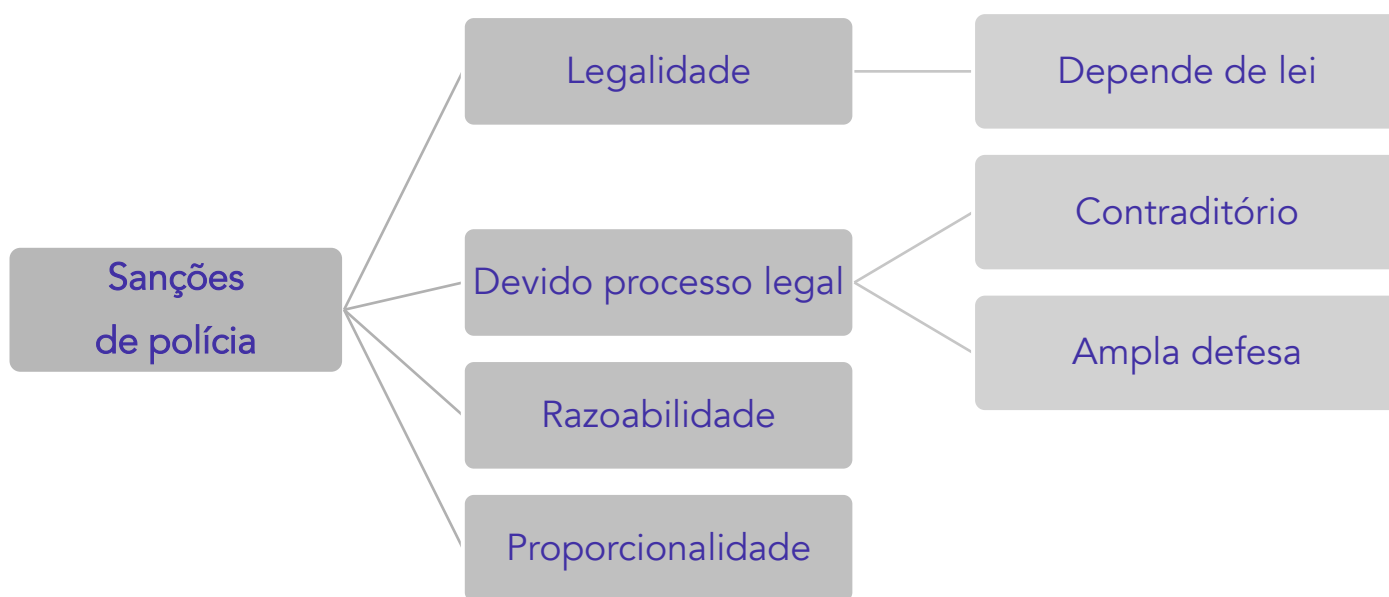 Legalidade
Depende de lei
Contraditório
Sanções
de polícia
Devido processo legal
Ampla defesa
Razoabilidade
Proporcionalidade